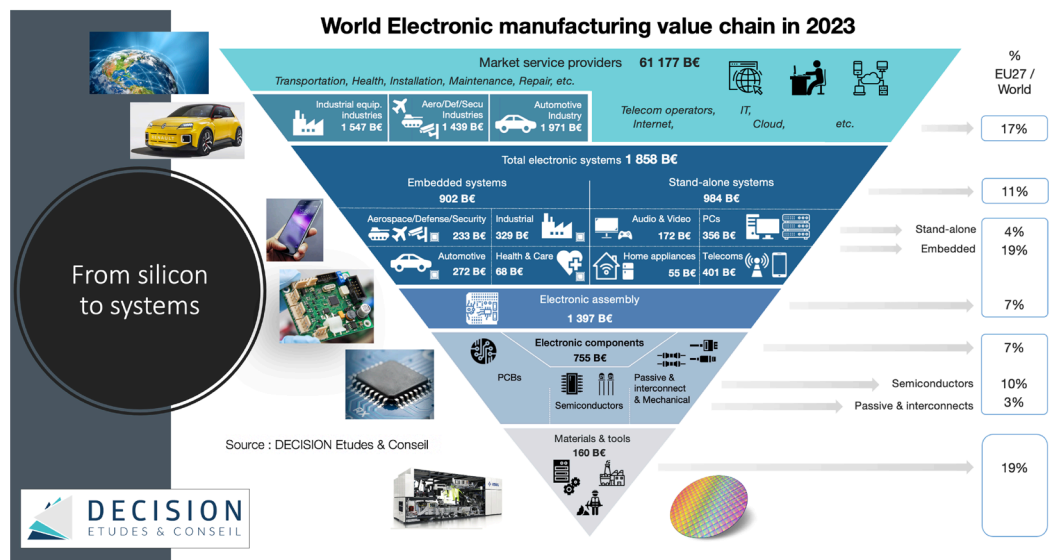 World Electronic manufacturing value chain in 2023
%
EU27 /
World
Market service providers 61 177 B€
Transportation, Health, Installation, Maintenance, Repair, etc.
Industrial equip.
industries
1 547 B€
Aero/Def/Secu
Industries
1 439 B€
Automotive
Industry
1 971 B€
Telecom operators, IT,
Internet, Cloud, etc.
17%
Total electronic systems 1 858 B€
11%
Embedded systems
902 B€
Stand-alone systems
984 B€
Aerospace/Defense/Security
233 B€
Industrial
329 B€
Audio & Video
172 B€
PCs
356 B€
Stand-alone 4%
Embedded 19%
Automotive
272 B€
Health & Care
68 B€
Home appliances
55 B€
Telecoms
401 B€
From silicon
to systems
Electronic assembly
1 397 B€
7%
Electronic components
755 B€
7%
PCBs
Semiconductors
Passive &
interconnect
& Mechanical
Semiconductors 10%
Passive & interconnects 3%
Materials & tools
160 B€
19%
Source : DECISION Etudes & Conseil
DECISION
ETUDES & CONSEIL